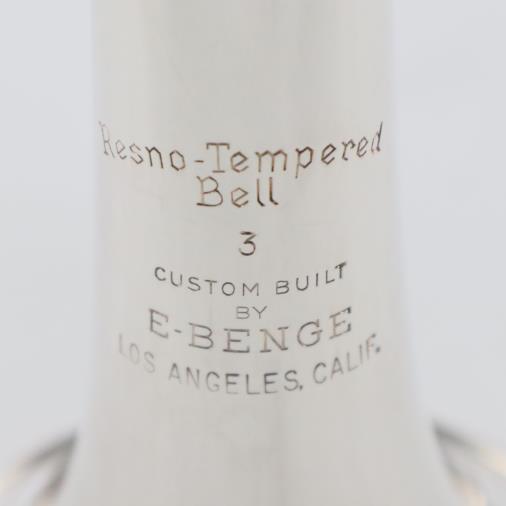 Resno-Tempered
Bell
3
CUSTOM BUILT
BY
E-BENGE
LOS ANGELES, CALIF.